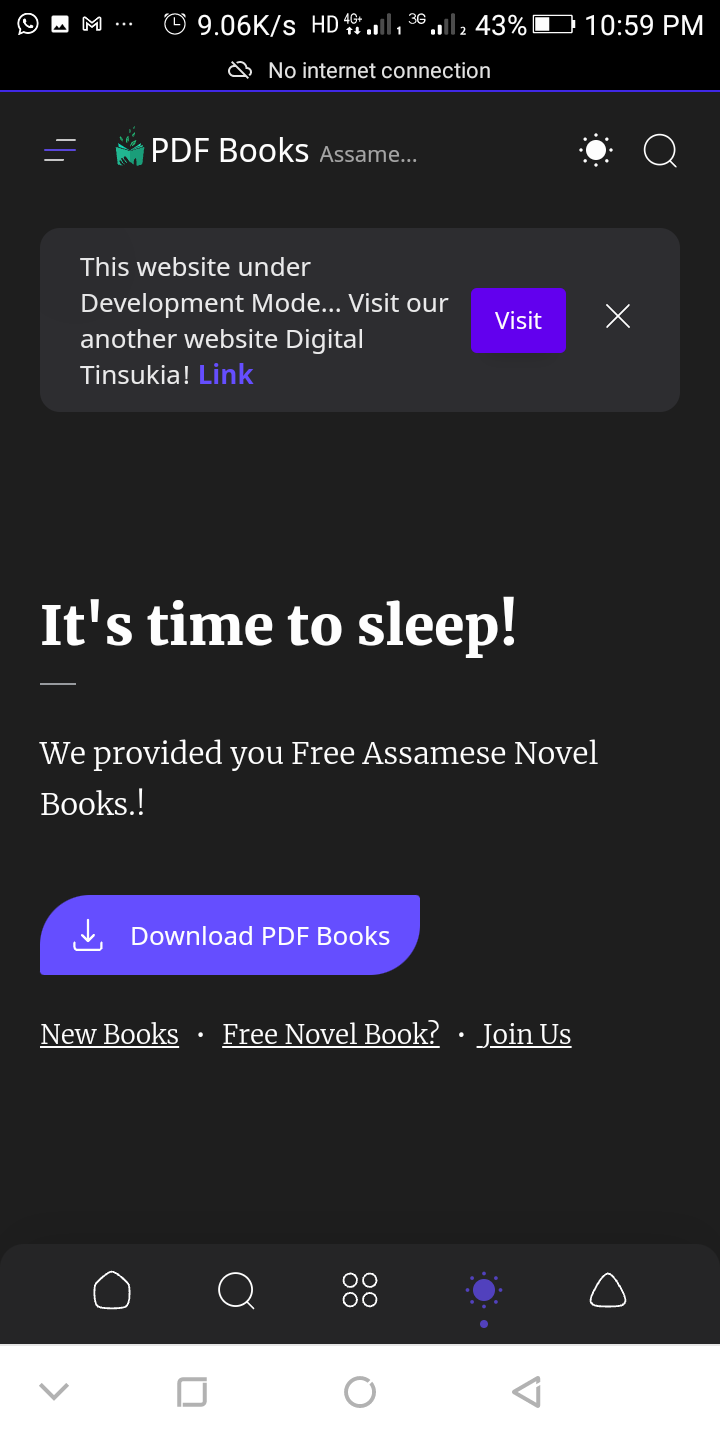 9.06K/s HD 4G+ 1 3G 2 43% 10:59 PM
No internet connection
PDF Books Assame...
This website under
Development Mode... Visit our
another website Digital
Tinsukia! Link
Visit
It's time to sleep!
We provided you Free Assamese Novel
Books.!
Download PDF Books
New Books • Free Novel Book? • Join Us